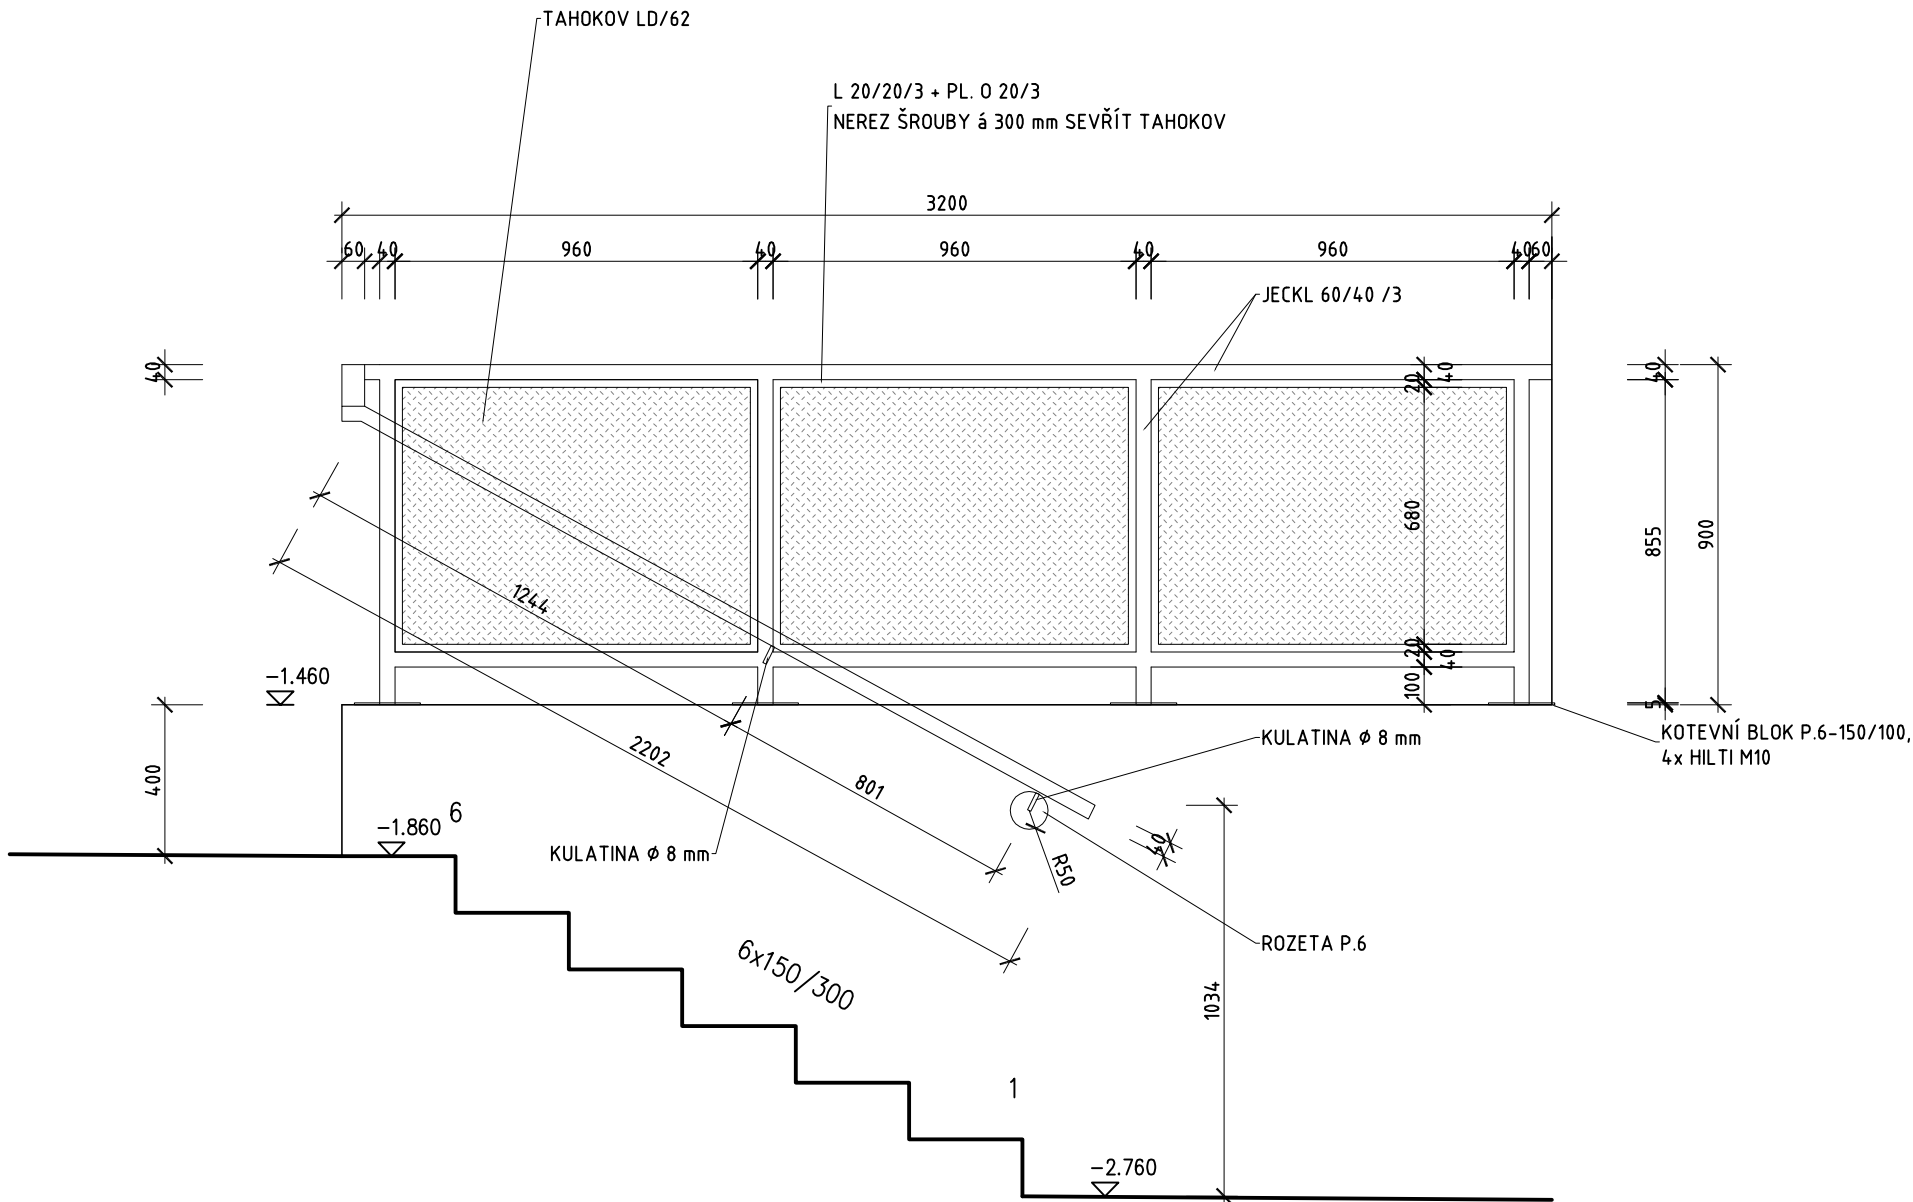 TAHOKOV LD/62
L 20/20/3 + PL. O 20/3
NEREZ ŠROUBY á 300 mm SEVŘÍT TAHOKOV
3200
60 40 960 40 960 40 960 40 60
JECKL 60/40 /3
40
40
20
40
900
680
855
1244
20
40
100
5
-1.460
KOTEVNÍ BLOK P.6-150/100,
4x HILTI M10
KULATINA Ø 8 mm
2202
801
400
6
-1.860
KULATINA Ø 8 mm
40
R50
ROZETA P.6
6x150/300
1034
1
-2.760